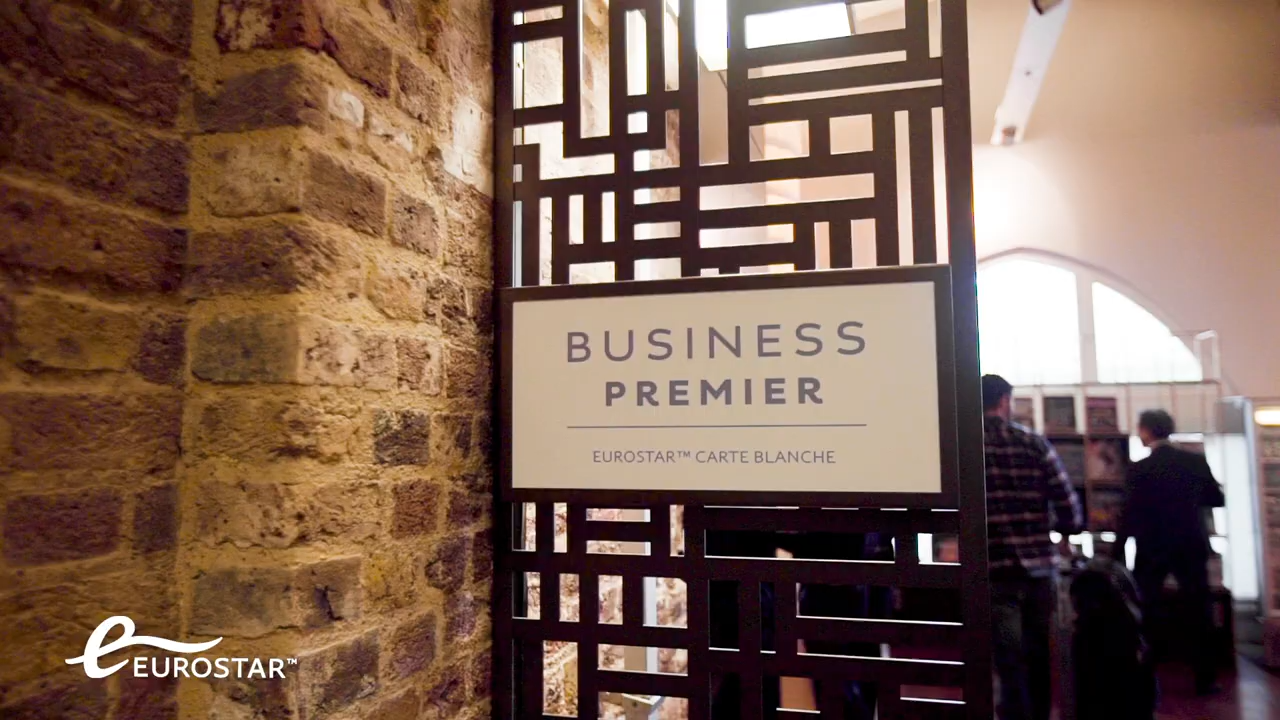 BUSINESS
PREMIER
EUROSTAR™ CARTE BLANCHE
EUROSTAR™